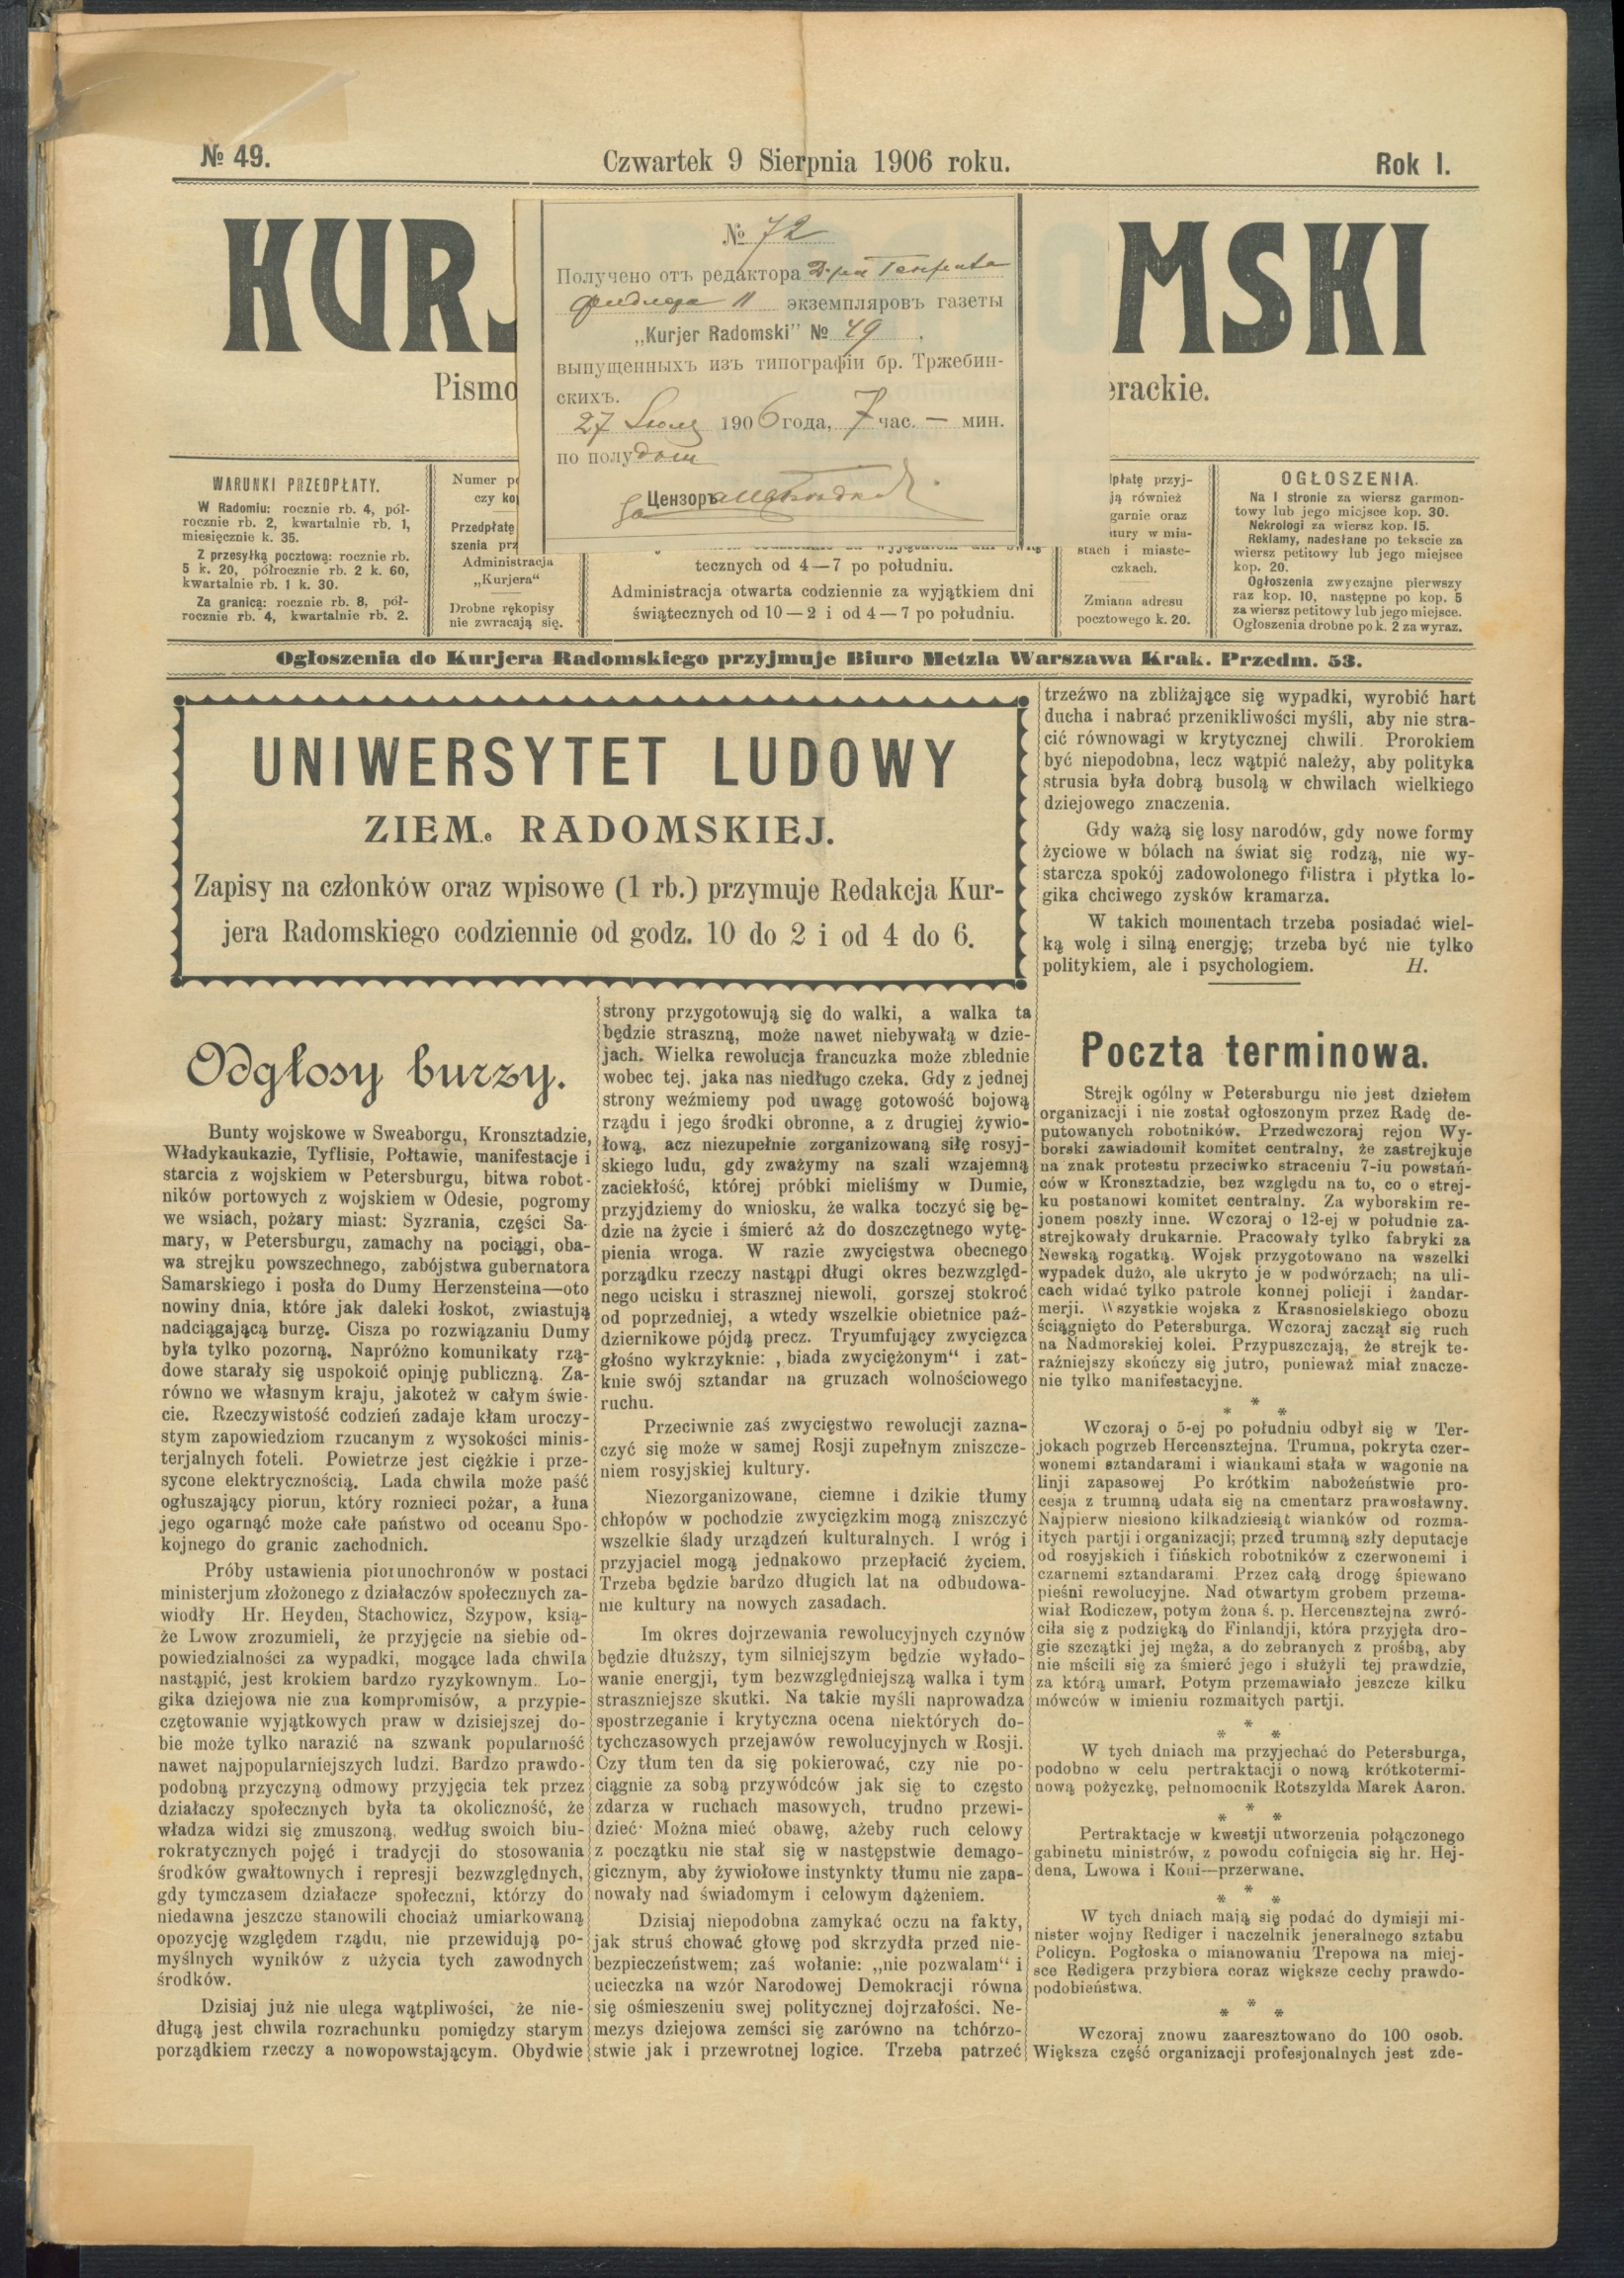 № 49.
Czwartek 9 Sierpnia 1906 roku.
Rok I.
KUR
MSKI
Pismo
erackie.
№ 72
Получено отъ редактора
11 экземпляровъ газеты
„Kurjer Radomski” № 49,
выпущенныхъ изъ типографіи бр. Тржебин-
скихъ.
27 Іюля 1906 года, 7 час. — мин.
по полу
Цензоръ
WARUNKI PRZEDPŁATY.
W Radomiu: rocznie rb. 4, pół-
rocznie rb. 2, kwartalnie rb. 1,
miesięcznie k. 35.
Z przesyłką pocztową: rocznie rb.
5 k. 20, półrocznie rb. 2 k. 60,
kwartalnie rb. 1 k. 30.
Za granicą: rocznie rb. 8, pół-
rocznie rb. 4, kwartalnie rb. 2.
Numer p
czy ko
Przedpłatę
szenia prz
Administracja
„Kurjera“
Drobne rękopisy
nie zwracają się.
tecznych od 4—7 po południu.
Administracja otwarta codziennie za wyjątkiem dni
świątecznych od 10—2 i od 4—7 po południu.
płatę przyj-
ją również
garnie oraz
tury w mia-
stach i miaste-
czkach.
Zmiana adresu
pocztowego k. 20.
OGŁOSZENIA.
Na I stronie za wiersz garmon-
towy lub jego miejsce kop. 30.
Nekrologi za wiersz kop. 15.
Reklamy, nadesłane po tekście za
wiersz petitowy lub jego miejsce
kop. 20.
Ogłoszenia zwyczajne pierwszy
raz kop. 10, następne po kop. 5
za wiersz petitowy lub jego miejsce.
Ogłoszenia drobne po k. 2 za wyraz.
Ogłoszenia do Kurjera Radomskiego przyjmuje Biuro Metzla Warszawa Krak. Przedm. 53.
UNIWERSYTET LUDOWY
ZIEM. RADOMSKIEJ.
Zapisy na członków oraz wpisowe (1 rb.) przymuje Redakcja Kur-
jera Radomskiego codziennie od godz. 10 do 2 i od 4 do 6.
Odgłosy burzy.
Bunty wojskowe w Sweaborgu, Kronsztadzie,
Władykaukazie, Tyflisie, Połtawie, manifestacje i
starcia z wojskiem w Petersburgu, bitwa robot-
ników portowych z wojskiem w Odesie, pogromy
we wsiach, pożary miast: Syzrania, części Sa-
mary, w Petersburgu, zamachy na pociągi, oba-
wa strejku powszechnego, zabójstwa gubernatora
Samarskiego i posła do Dumy Herzensteina—oto
nowiny dnia, które jak daleki łoskot, zwiastują
nadciągającą burzę. Cisza po rozwiązaniu Dumy
była tylko pozorną. Napróżno komunikaty rzą-
dowe starały się uspokoić opinję publiczną. Za-
równo we własnym kraju, jakoteż w całym świe-
cie. Rzeczywistość codzień zadaje kłam uroczy-
stym zapowiedziom rzucanym z wysokości minis-
terjalnych foteli. Powietrze jest ciężkie i prze-
sycone elektrycznością. Lada chwila może paść
ogłuszający piorun, który roznieci pożar, a łuna
jego ogarnąć może całe państwo od oceanu Spo-
kojnego do granic zachodnich.
Próby ustawienia piorunochronów w postaci
ministerjum złożonego z działaczów społecznych za-
wiodły Hr. Heyden, Stachowicz, Szypow, ksią-
że Lwow zrozumieli, że przyjęcie na siebie od-
powiedzialności za wypadki, mogące lada chwila
nastąpić, jest krokiem bardzo ryzykownym. Lo-
gika dziejowa nie zna kompromisów, a przypie-
czętowanie wyjątkowych praw w dzisiejszej do-
bie może tylko narazić na szwank popularność
nawet najpopularniejszych ludzi. Bardzo prawdo-
podobną przyczyną odmowy przyjęcia tek przez
działaczy społecznych była ta okoliczność, że
władza widzi się zmuszoną, według swoich biu-
rokratycznych pojęć i tradycji do stosowania
środków gwałtownych i represji bezwzględnych,
gdy tymczasem działacze społeczni, którzy do
niedawna jeszcze stanowili chociaż umiarkowaną
opozycję względem rządu, nie przewidują po-
myślnych wyników z użycia tych zawodnych
środków.
Dzisiaj już nie ulega wątpliwości, że nie-
długą jest chwila rozrachunku pomiędzy starym
porządkiem rzeczy a nowopowstającym. Obydwie
strony przygotowują się do walki, a walka ta
będzie straszną, może nawet niebywałą w dzie-
jach. Wielka rewolucja francuzka może zblednie
wobec tej, jaka nas niedługo czeka. Gdy z jednej
strony weźmiemy pod uwagę gotowość bojową
rządu i jego środki obronne, a z drugiej żywio-
łową, acz niezupełnie zorganizowaną siłę rosyj-
skiego ludu, gdy zważymy na szali wzajemną
zaciekłość, której próbki mieliśmy w Dumie,
przyjdziemy do wniosku, że walka toczyć się bę-
dzie na życie i śmierć aż do doszczętnego wytę-
pienia wroga. W razie zwycięstwa obecnego
porządku rzeczy nastąpi długi okres bezwzględ-
nego ucisku i strasznej niewoli, gorszej stokroć
od poprzedniej, a wtedy wszelkie obietnice paź-
dziernikowe pójdą precz. Tryumfujący zwycięzca
głośno wykrzyknie: „biada zwyciężonym“ i zat-
knie swój sztandar na gruzach wolnościowego
ruchu.
Przeciwnie zaś zwycięstwo rewolucji zazna-
czyć się może w samej Rosji zupełnym zniszcze-
niem rosyjskiej kultury.
Niezorganizowane, ciemne i dzikie tłumy
chłopów w pochodzie zwycięzkim mogą zniszczyć
wszelkie ślady urządzeń kulturalnych. I wróg i
przyjaciel mogą jednakowo przepłacić życiem.
Trzeba będzie bardzo długich lat na odbudowa-
nie kultury na nowych zasadach.
Im okres dojrzewania rewolucyjnych czynów
będzie dłuższy, tym silniejszym będzie wyłado-
wanie energji, tym bezwzględniejszą walka i tym
straszniejsze skutki. Na takie myśli naprowadza
spostrzeganie i krytyczna ocena niektórych do-
tychczasowych przejawów rewolucyjnych w Rosji.
Czy tłum ten da się pokierować, czy nie po-
ciągnie za sobą przywódców jak się to często
zdarza w ruchach masowych, trudno przewi-
dzieć· Można mieć obawę, ażeby ruch celowy
z początku nie stał się w następstwie demago-
gicznym, aby żywiołowe instynkty tłumu nie zapa-
nowały nad świadomym i celowym dążeniem.
Dzisiaj niepodobna zamykać oczu na fakty,
jak struś chować głowę pod skrzydła przed nie-
bezpieczeństwem; zaś wołanie: „nie pozwalam“ i
ucieczka na wzór Narodowej Demokracji równa
się ośmieszeniu swej politycznej dojrzałości. Ne-
mezys dziejowa zemści się zarówno na tchórzo-
stwie jak i przewrotnej logice. Trzeba patrzeć
trzeźwo na zbliżające się wypadki, wyrobić hart
ducha i nabrać przenikliwości myśli, aby nie stra-
cić równowagi w krytycznej chwili. Prorokiem
być niepodobna, lecz wątpić należy, aby polityka
strusia była dobrą busolą w chwilach wielkiego
dziejowego znaczenia.
Gdy ważą się losy narodów, gdy nowe formy
życiowe w bólach na świat się rodzą, nie wy-
starcza spokój zadowolonego filistra i płytka lo-
gika chciwego zysków kramarza.
W takich momentach trzeba posiadać wiel-
ką wolę i silną energję; trzeba być nie tylko
politykiem, ale i psychologiem. H.
Poczta terminowa.
Strejk ogólny w Petersburgu nie jest dziełem
organizacji i nie został ogłoszonym przez Radę de-
putowanych robotników. Przedwczoraj rejon Wy-
borski zawiadomił komitet centralny, że zastrejkuje
na znak protestu przeciwko straceniu 7-iu powstań-
ców w Kronsztadzie, bez względu na to, co o strej-
ku postanowi komitet centralny. Za wyborskim re-
jonem poszły inne. Wczoraj o 12-ej w południe za-
strejkowały drukarnie. Pracowały tylko fabryki za
Newską rogatką. Wojsk przygotowano na wszelki
wypadek dużo, ale ukryto je w podwórzach; na uli-
cach widać tylko patrole konnej policji i żandar-
merji. Wszystkie wojska z Krasnosielskiego obozu
ściągnięto do Petersburga. Wczoraj zaczął się ruch
na Nadmorskiej kolei. Przypuszczają, że strejk te-
raźniejszy skończy się jutro, ponieważ miał znacze-
nie tylko manifestacyjne.
* * *
Wczoraj o 5-ej po południu odbył się w Ter-
jokach pogrzeb Hercensztejna. Trumna, pokryta czer-
wonemi sztandarami i wiankami stała w wagonie na
linji zapasowej Po krótkim nabożeństwie pro-
cesja z trumną udała się na cmentarz prawosławny.
Najpierw niesiono kilkadziesiąt wianków od rozma-
itych partji i organizacji; przed trumną szły deputacje
od rosyjskich i fińskich robotników z czerwonemi i
czarnemi sztandarami. Przez całą drogę śpiewano
pieśni rewolucyjne. Nad otwartym grobem przema-
wiał Rodiczew, potym żona ś. p. Hercensztejna zwró-
ciła się z podzięką do Finlandji, która przyjęła dro-
gie szczątki jej męża, a do zebranych z prośbą, aby
nie mścili się za śmierć jego i służyli tej prawdzie,
za którą umarł. Potym przemawiało jeszcze kilku
mówców w imieniu rozmaitych partji.
* * *
W tych dniach ma przyjechać do Petersburga,
podobno w celu pertraktacji o nową krótkotermi-
nową pożyczkę, pełnomocnik Rotszylda Marek Aaron.
* * *
Pertraktacje w kwestji utworzenia połączonego
gabinetu ministrów, z powodu cofnięcia się hr. Hej-
dena, Lwowa i Koni—przerwane.
* * *
W tych dniach mają się podać do dymisji mi-
nister wojny Rediger i naczelnik jeneralnego sztabu
Policyn. Pogłoska o mianowaniu Trepowa na miej-
sce Redigera przybiera coraz większe cechy prawdo-
podobieństwa.
* * *
Wczoraj znowu zaaresztowano do 100 osob.
Większa część organizacji profesjonalnych jest zde-